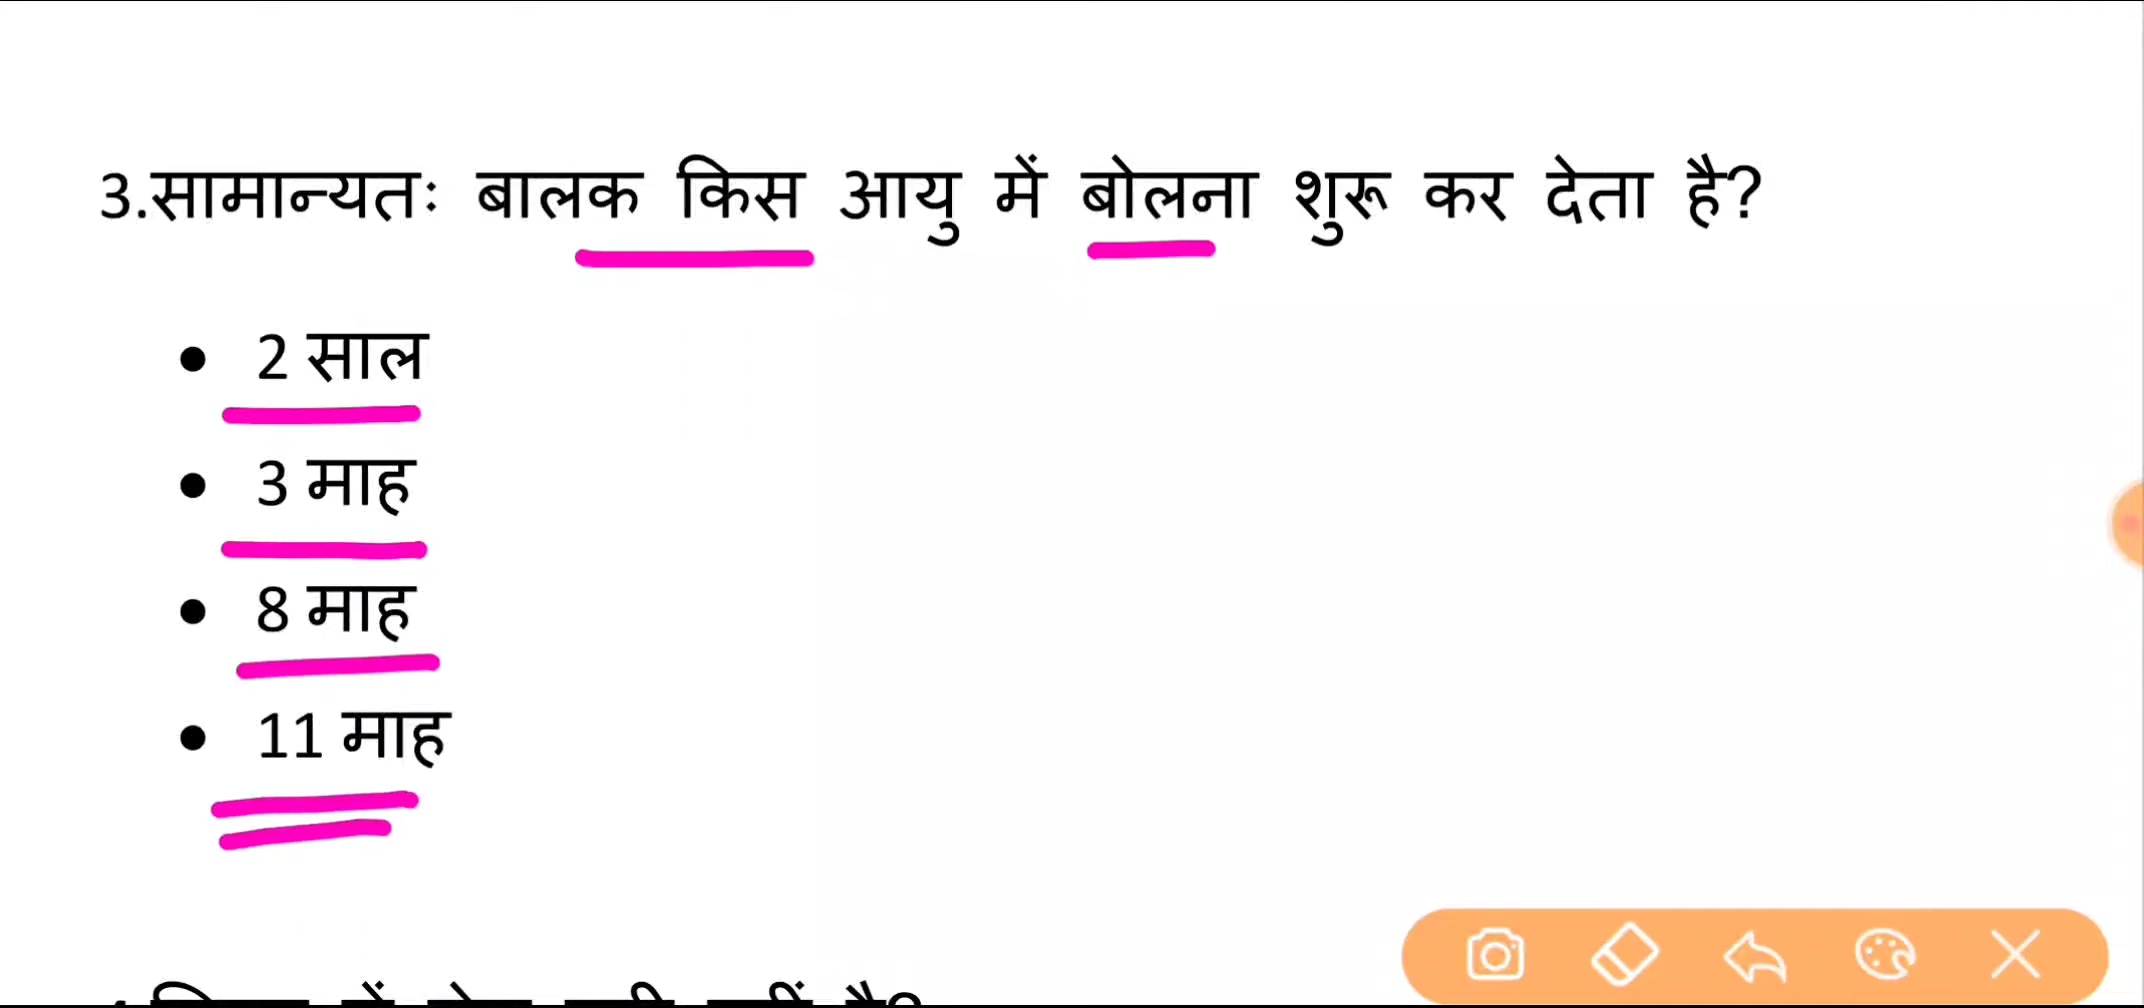 3.सामान्यतः बालक किस आयु में बोलना शुरू कर देता है?
• 2 साल
• 3 माह
• 8 माह
• 11 माह